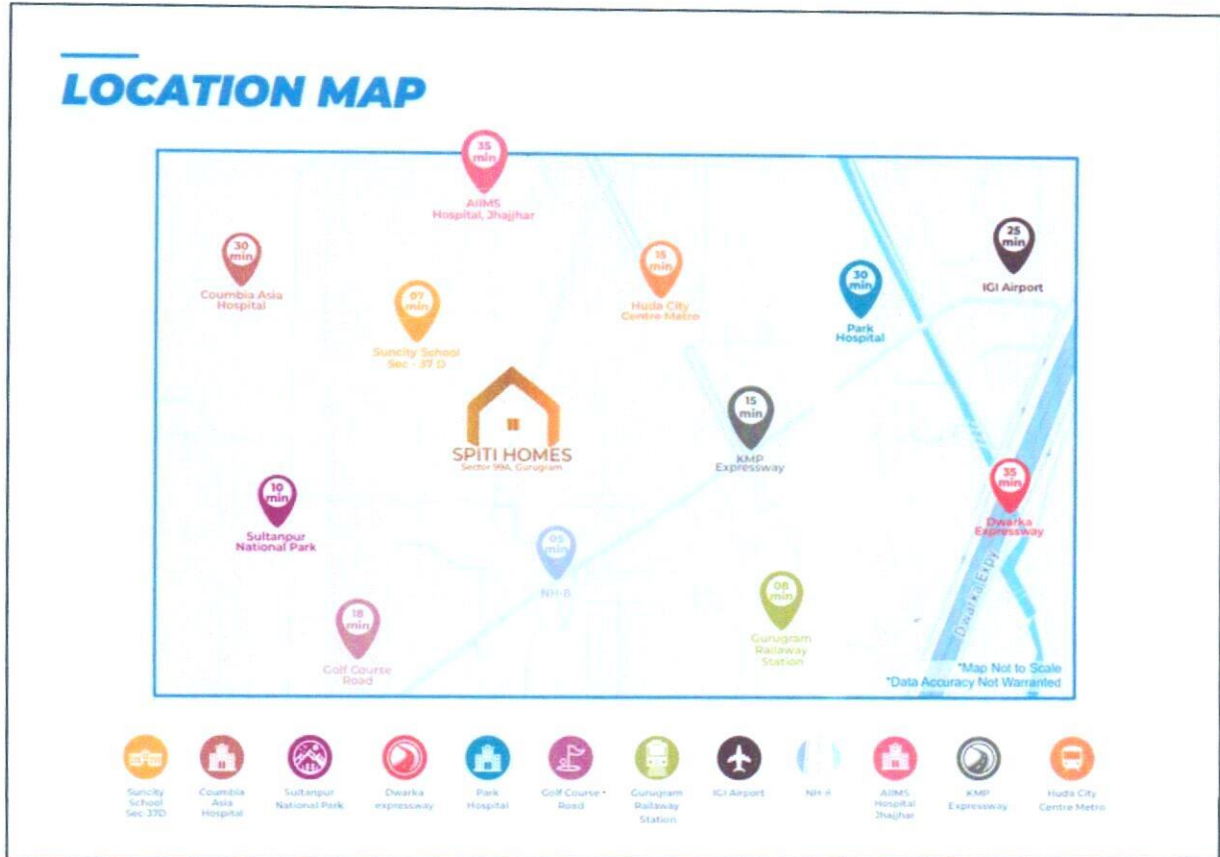 LOCATION MAP
35
min
AIIMS
Hospital, Jhajjhar
30
min
Coumbia Asia
Hospital
07
min
Suncity School
Sec - 37 D
15
min
Huda City
Centre Metro
30
min
Park
Hospital
25
min
IGI Airport
SPITI HOMES
Sector 99A, Gurugram
15
min
KMP
Expressway
10
min
Sultanpur
National Park
35
min
Dwarka
Expressway
05
min
NH-8
18
min
Golf Course
Road
08
min
Gurugram
Railaway
Station
Dwarka Expy
*Map Not to Scale
*Data Accuracy Not Warranted
Suncity
School
Sec-37D
Coumbia
Asia
Hospital
Sultanpur
National Park
Dwarka
expressway
Park
Hospital
Golf Course
Road
Gurugram
Railaway
Station
IGI Airport
NH-8
AIIMS
Hospital
Jhajjhar
KMP
Expressway
Huda City
Centre Metro